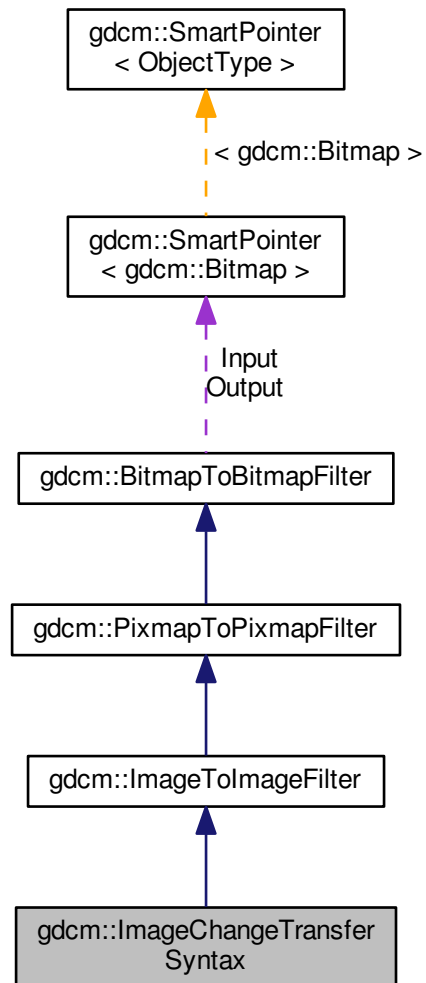 gdcm::SmartPointer
< ObjectType >
< gdcm::Bitmap >
gdcm::SmartPointer
< gdcm::Bitmap >
Input
Output
gdcm::BitmapToBitmapFilter
gdcm::PixmapToPixmapFilter
gdcm::ImageToImageFilter
gdcm::ImageChangeTransfer
Syntax